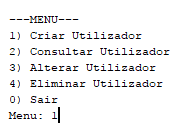 ---MENU---
1) Criar Utilizador
2) Consultar Utilizador
3) Alterar Utilizador
4) Eliminar Utilizador
0) Sair
Menu: 1